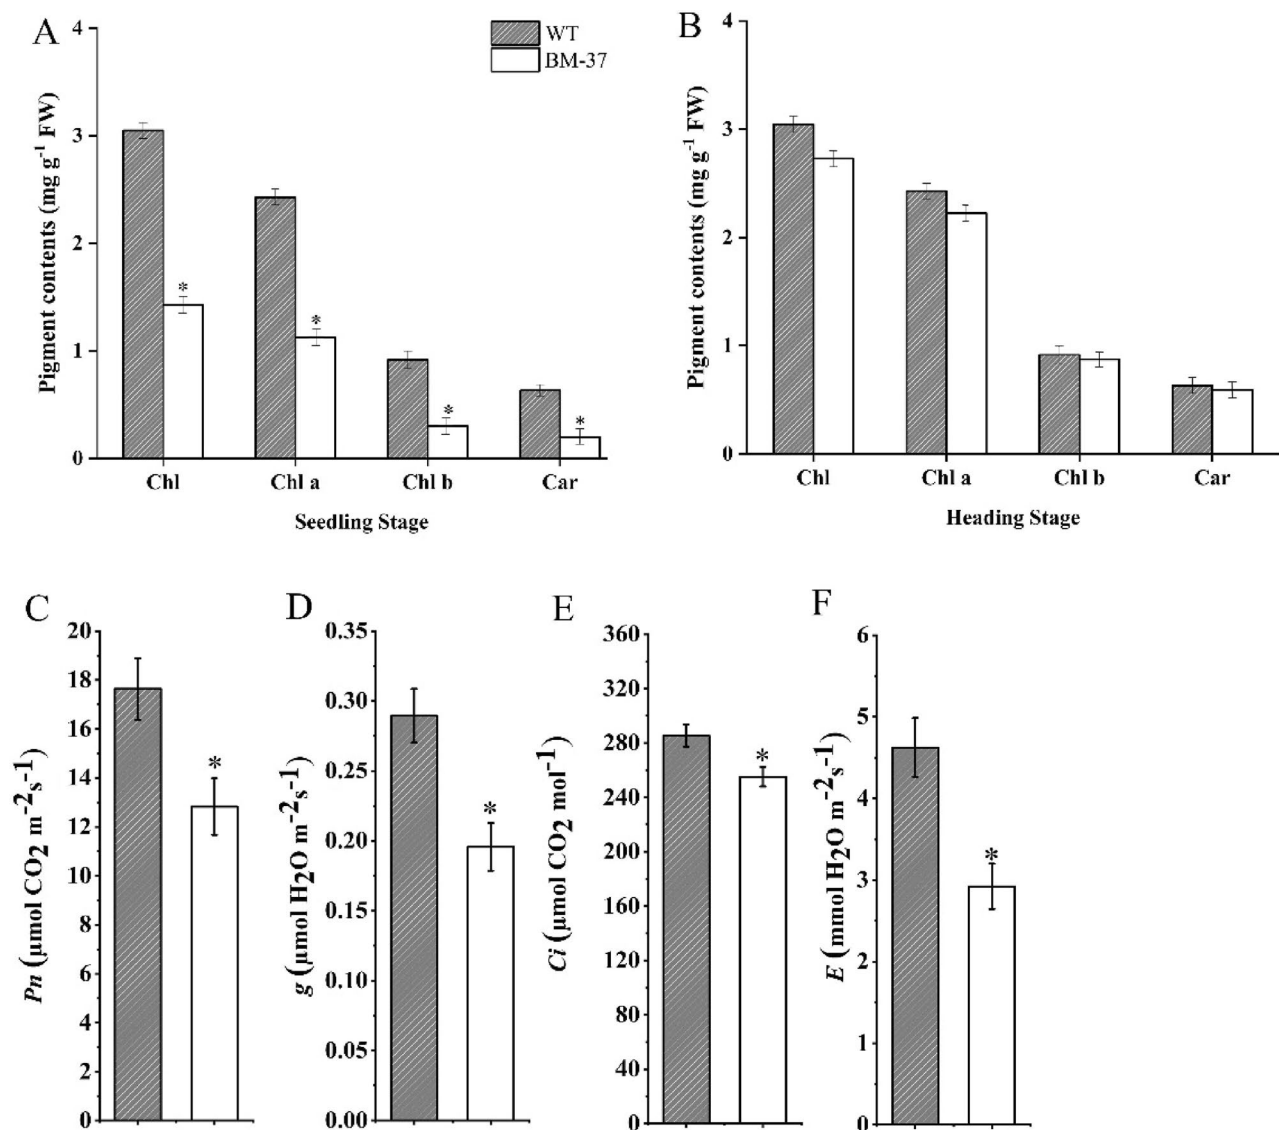 A
WT
BM-37
Pigment contents (mg g-1 FW)
4
3
2
1
0
Chl
Chl a
Chl b
Car
Seedling Stage
*
*
*
*
B
Pigment contents (mg g-1 FW)
4
3
2
1
0
Chl
Chl a
Chl b
Car
Heading Stage
C
Pn (μmol CO2 m-2s-1)
20
18
16
14
12
10
8
6
4
2
0
*
D
g (μmol H2O m-2s-1)
0.35
0.30
0.25
0.20
0.15
0.10
0.05
0.00
*
E
Ci (μmol CO2 mol-1)
360
320
280
240
200
160
120
80
40
0
*
F
E (mmol H2O m-2s-1)
6
5
4
3
2
1
0
*